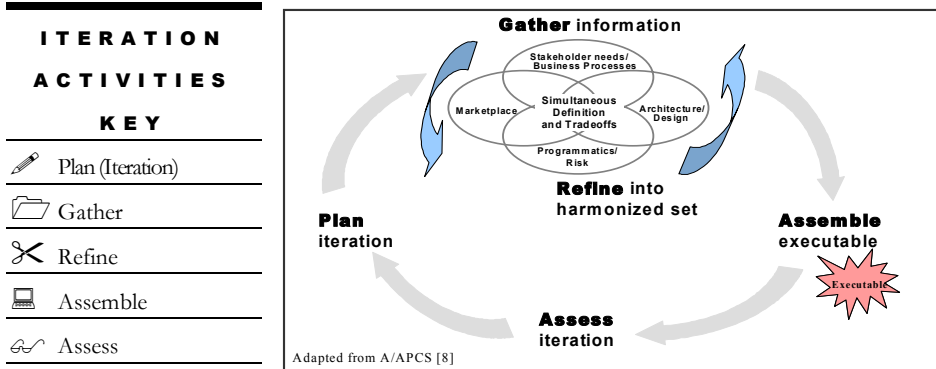 ITERATION
ACTIVITIES
KEY
Plan (Iteration)
Gather
Refine
Assemble
Assess
Gather information
Stakeholder needs/
Business Processes
Marketplace
Simultaneous
Definition
and Tradeoffs
Architecture/
Design
Programmatics/
Risk
Refine into
harmonized set
Plan
iteration
Assemble
executable
Executable
Assess
iteration
Adapted from A/APCS [8]